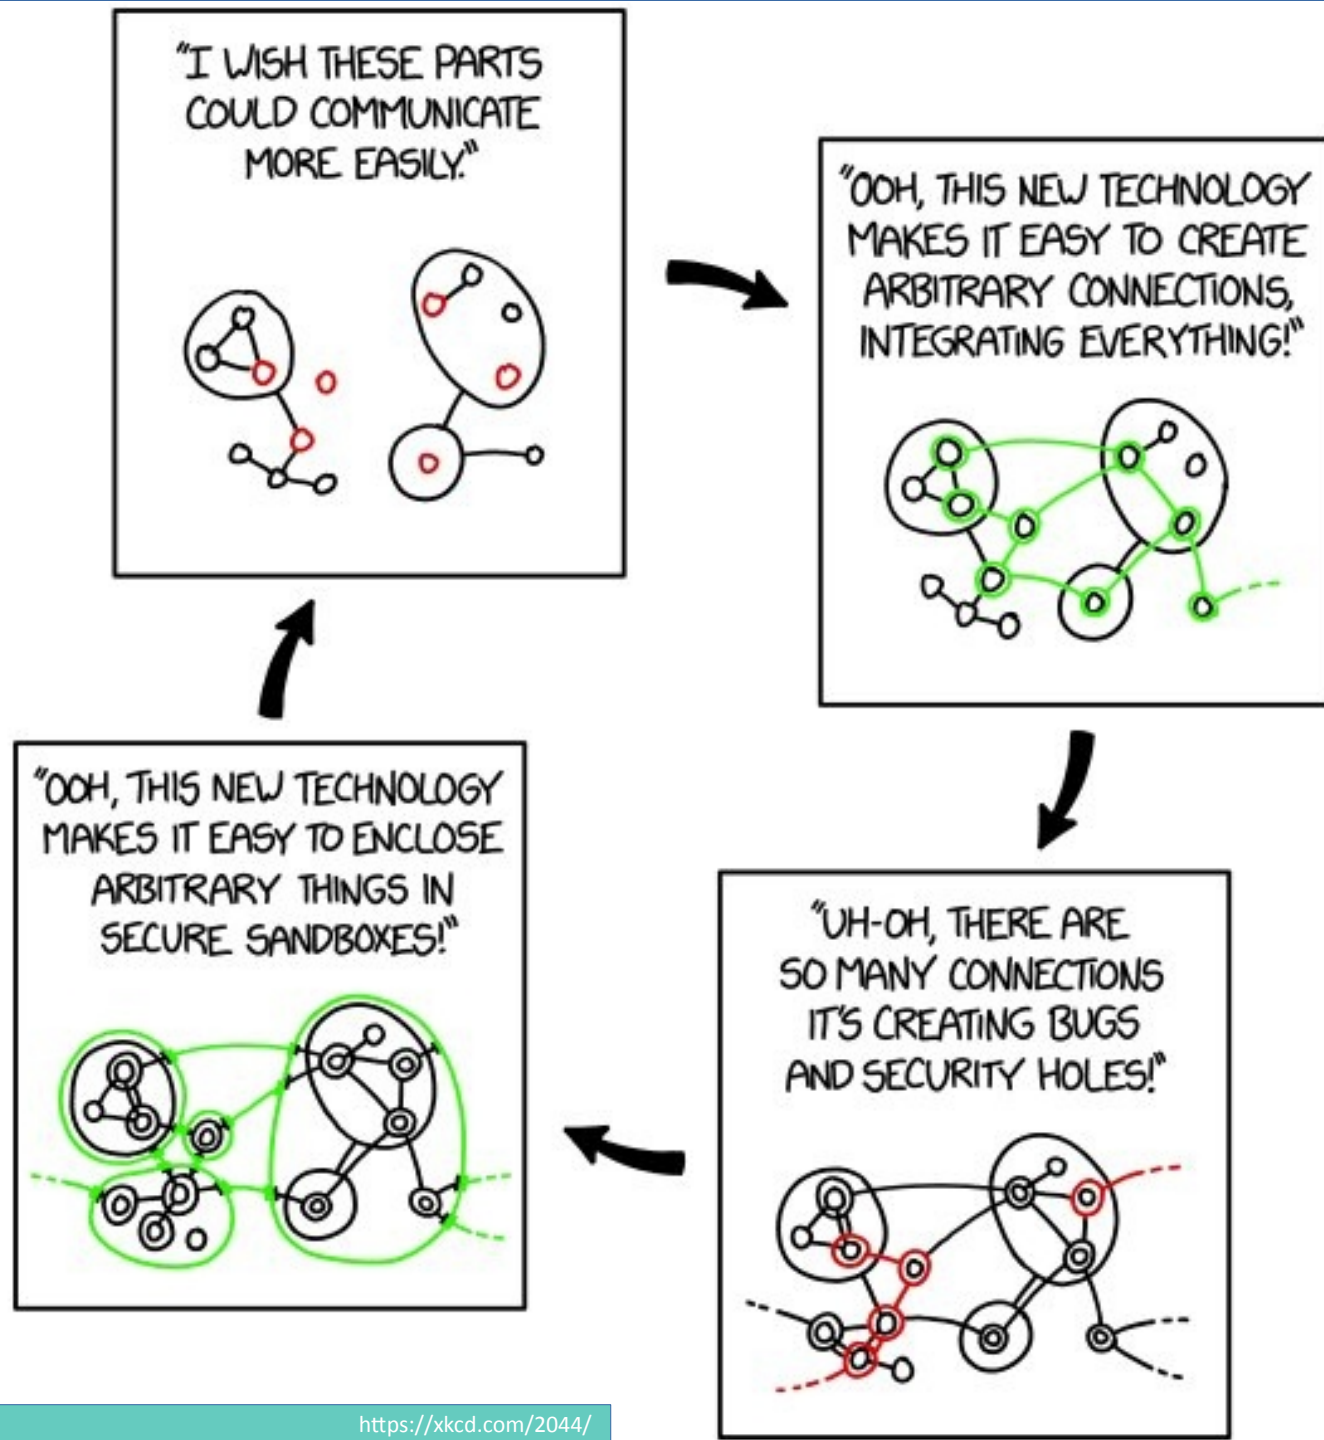 "I WISH THESE PARTS
COULD COMMUNICATE
MORE EASILY."
"OOH, THIS NEW TECHNOLOGY
MAKES IT EASY TO CREATE
ARBITRARY CONNECTIONS,
INTEGRATING EVERYTHING!"
"UH-OH, THERE ARE
SO MANY CONNECTIONS
IT'S CREATING BUGS
AND SECURITY HOLES!"
"OOH, THIS NEW TECHNOLOGY
MAKES IT EASY TO ENCLOSE
ARBITRARY THINGS IN
SECURE SANDBOXES!"
https://xkcd.com/2044/